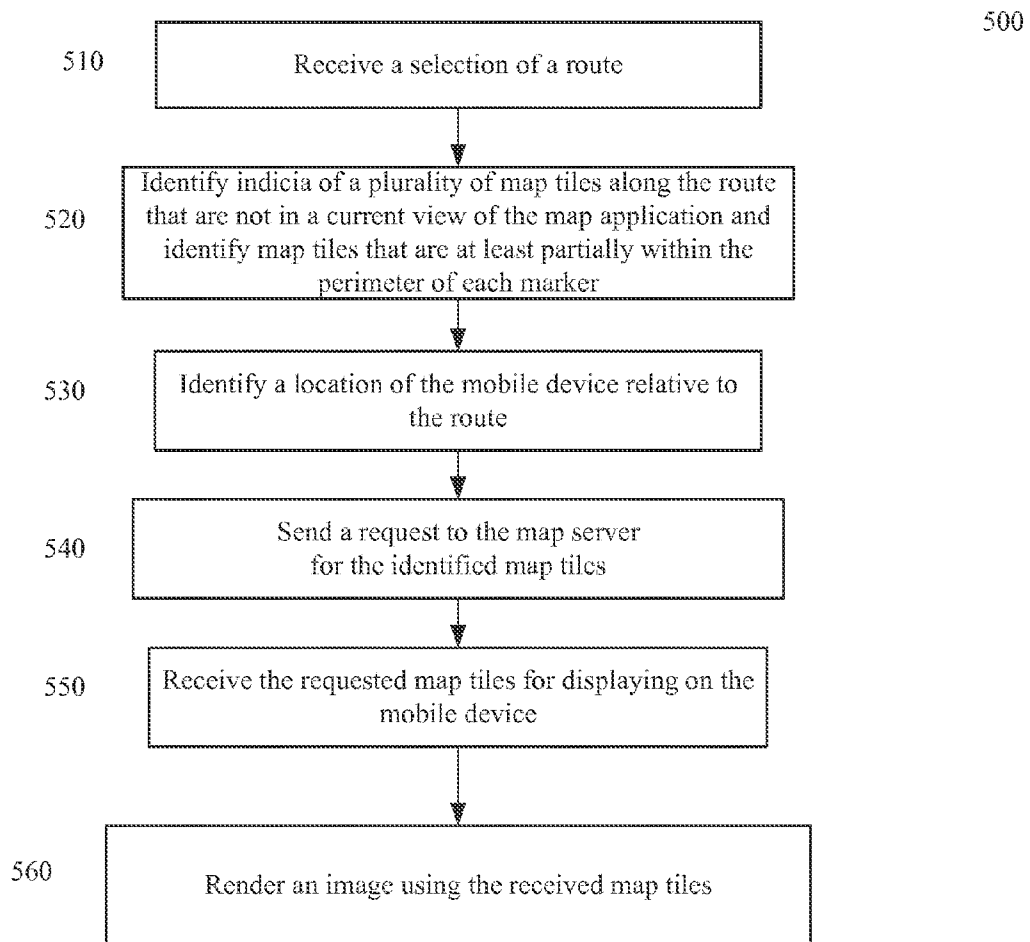 500
510
Receive a selection of a route
520
Identify indicia of a plurality of map tiles along the route
that are not in a current view of the map application and
identify map tiles that are at least partially within the
perimeter of each marker
530
Identify a location of the mobile device relative to
the route
540
Send a request to the map server
for the identified map tiles
550
Receive the requested map tiles for displaying on the
mobile device
560
Render an image using the received map tiles